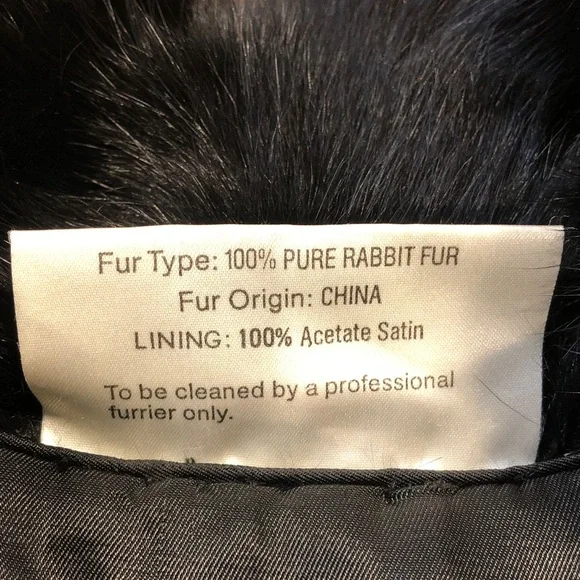 Fur Type: 100% PURE RABBIT FUR
Fur Origin: CHINA
LINING: 100% Acetate Satin
To be cleaned by a professional
furrier only.